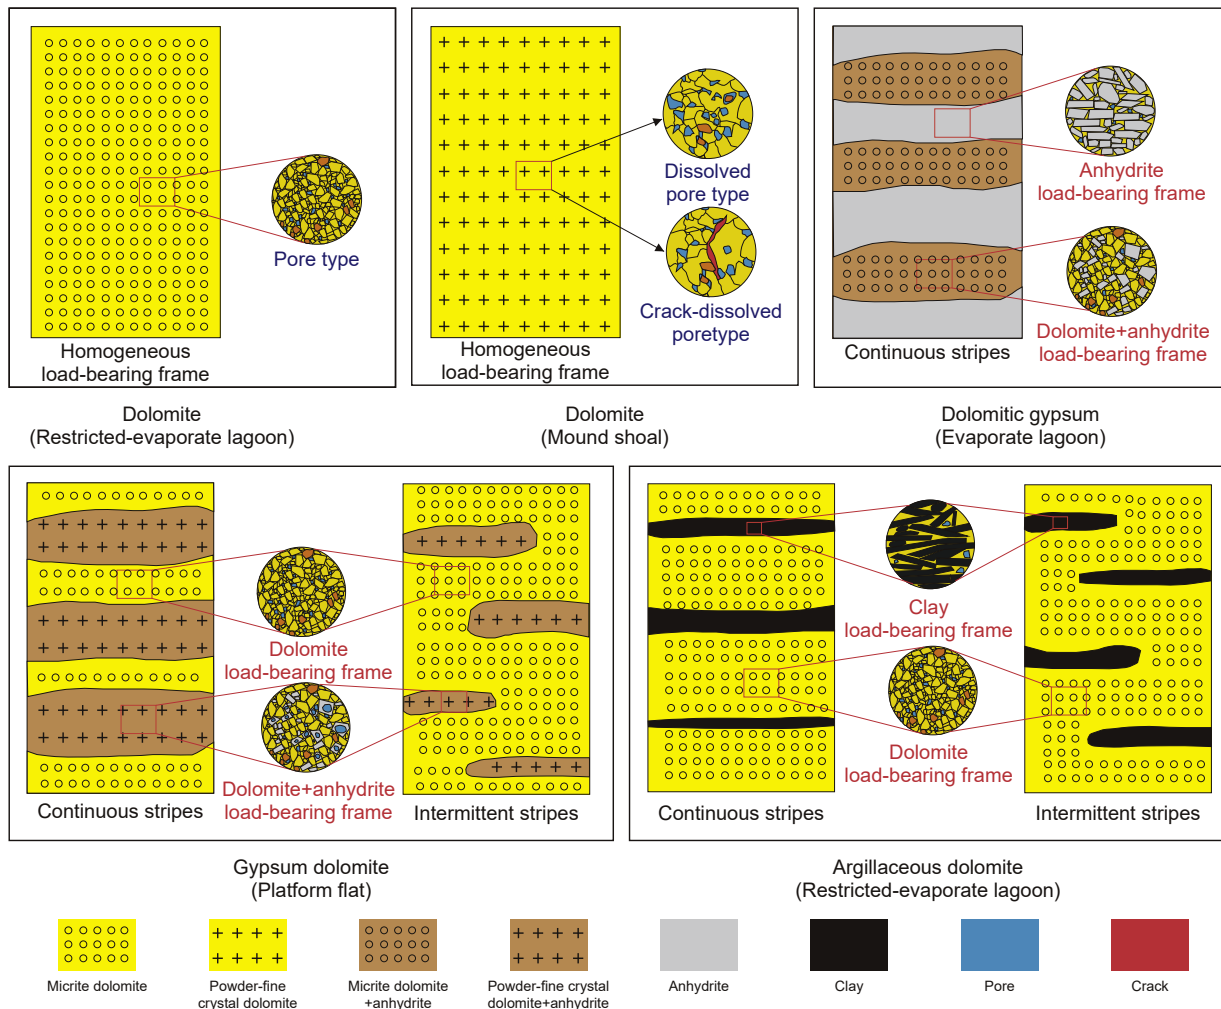 Pore type
Homogeneous
load-bearing frame
Dolomite
(Restricted-evaporate lagoon)
Dissolved
pore type
Crack-dissolved
poretype
Homogeneous
load-bearing frame
Dolomite
(Mound shoal)
Anhydrite
load-bearing frame
Dolomite+anhydrite
load-bearing frame
Continuous stripes
Dolomitic gypsum
(Evaporate lagoon)
Dolomite
load-bearing frame
Dolomite+anhydrite
load-bearing frame
Continuous stripes
Intermittent stripes
Gypsum dolomite
(Platform flat)
Clay
load-bearing frame
Dolomite
load-bearing frame
Continuous stripes
Intermittent stripes
Argillaceous dolomite
(Restricted-evaporate lagoon)
Micrite dolomite
Powder-fine
crystal dolomite
Micrite dolomite
+anhydrite
Powder-fine crystal
dolomite+anhydrite
Anhydrite
Clay
Pore
Crack